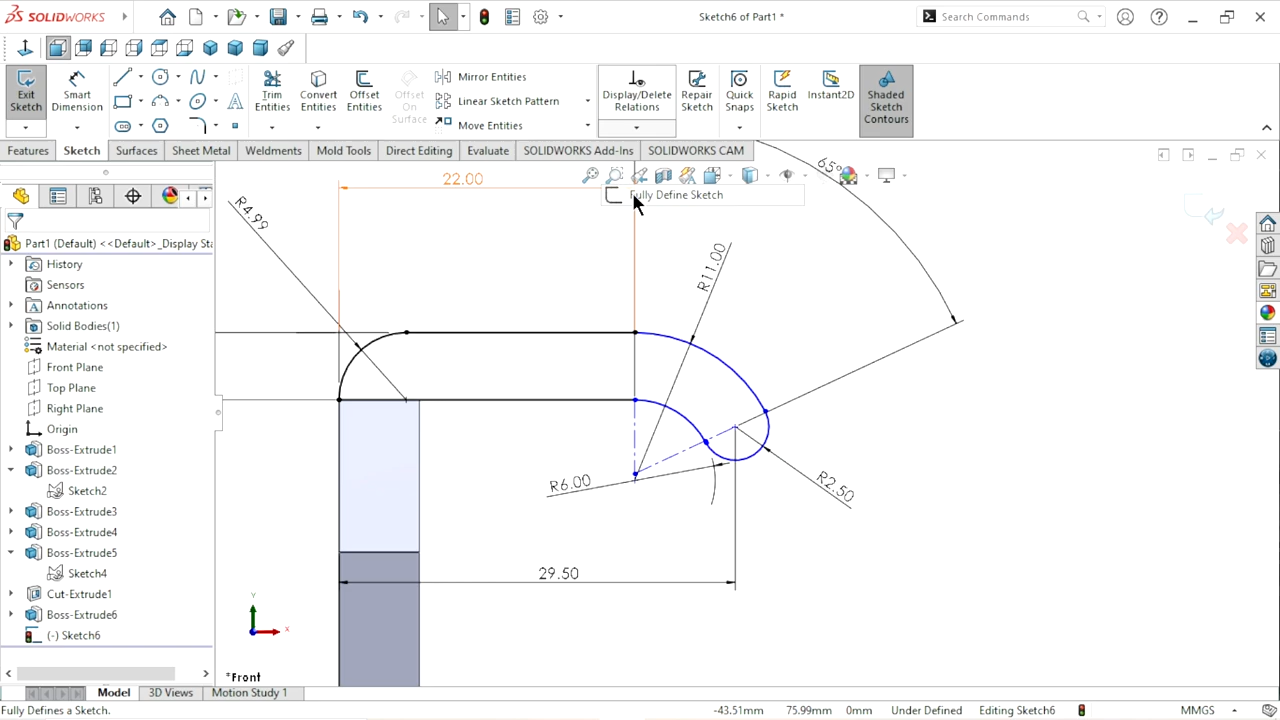 SOLIDWORKS
Sketch6 of Part1 *
Search Commands
Exit Sketch
Smart Dimension
Trim Entities
Convert Entities
Offset Entities
Offset On Surface
Mirror Entities
Linear Sketch Pattern
Move Entities
Display/Delete Relations
Repair Sketch
Quick Snaps
Rapid Sketch
Instant2D
Shaded Sketch Contours
Features
Sketch
Surfaces
Sheet Metal
Weldments
Mold Tools
Direct Editing
Evaluate
SOLIDWORKS Add-Ins
SOLIDWORKS CAM
Fully Define Sketch
Part1 (Default) <<Default>_Display Sta
History
Sensors
Annotations
Solid Bodies(1)
Material <not specified>
Front Plane
Top Plane
Right Plane
Origin
Boss-Extrude1
Boss-Extrude2
Sketch2
Boss-Extrude3
Boss-Extrude4
Boss-Extrude5
Sketch4
Cut-Extrude1
Boss-Extrude6
(-) Sketch6
22.00
65°
R4.99
R11.00
R6.00
R2.50
29.50
Y
X
*Front
Model
3D Views
Motion Study 1
Fully Defines a Sketch.
-43.51mm
75.99mm
0mm
Under Defined
Editing Sketch6
MMGS